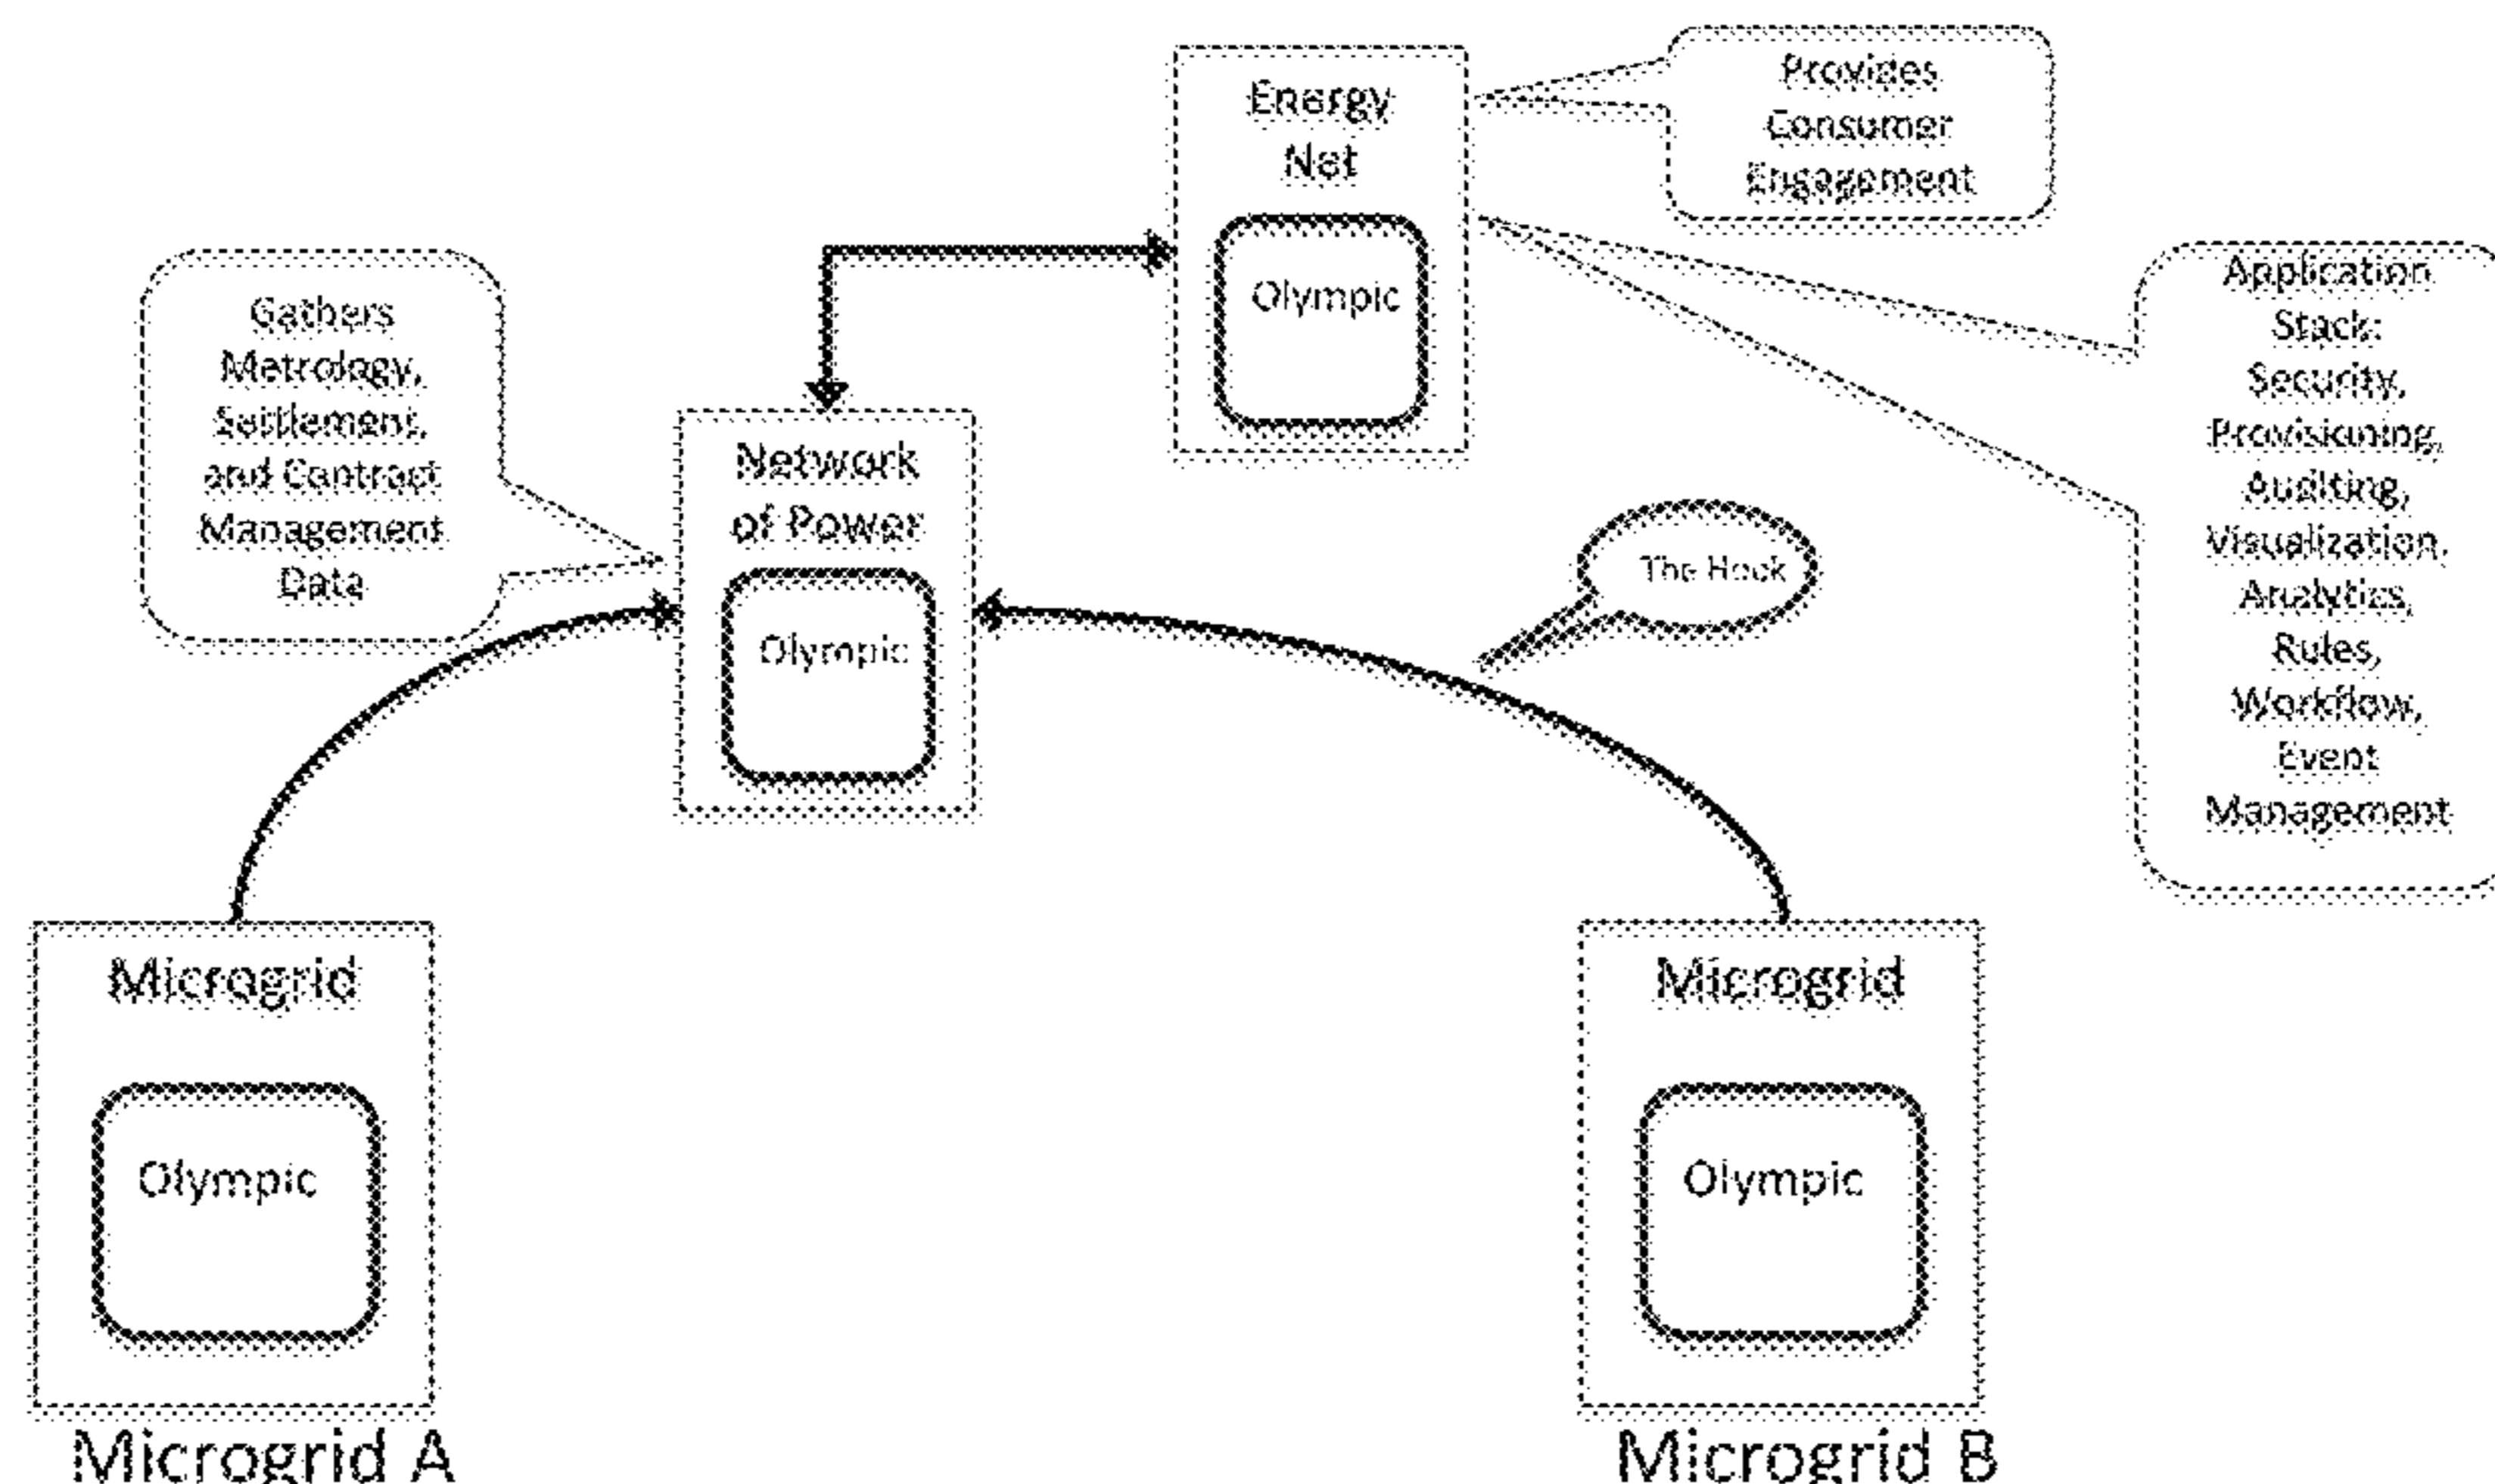 Energy
Net
Olympic
Provides
Consumer
Engagement
Gathers
Metrology,
Settlement,
and Contract
Management
Data
Network
of Power
Olympic
The Hook
Application
Stack:
Security,
Provisioning,
Auditing,
Visualization,
Analytics,
Rules,
Workflow,
Event
Management
Microgrid
Olympic
Microgrid A
Microgrid
Olympic
Microgrid B